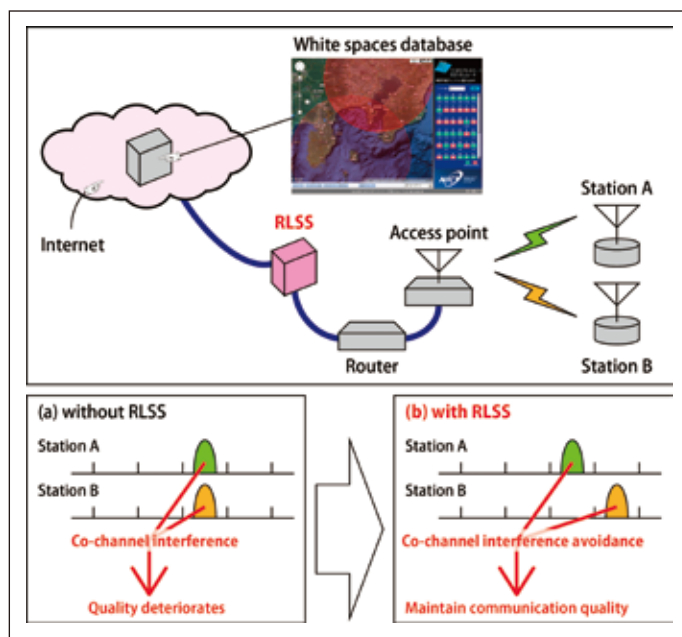 White spaces database
Station A
RLSS
Access point
Internet
Router
Station B
(a) without RLSS
Station A
Station B
Co-channel interference
Quality deteriorates
(b) with RLSS
Station A
Station B
Co-channel interference avoidance
Maintain communication quality